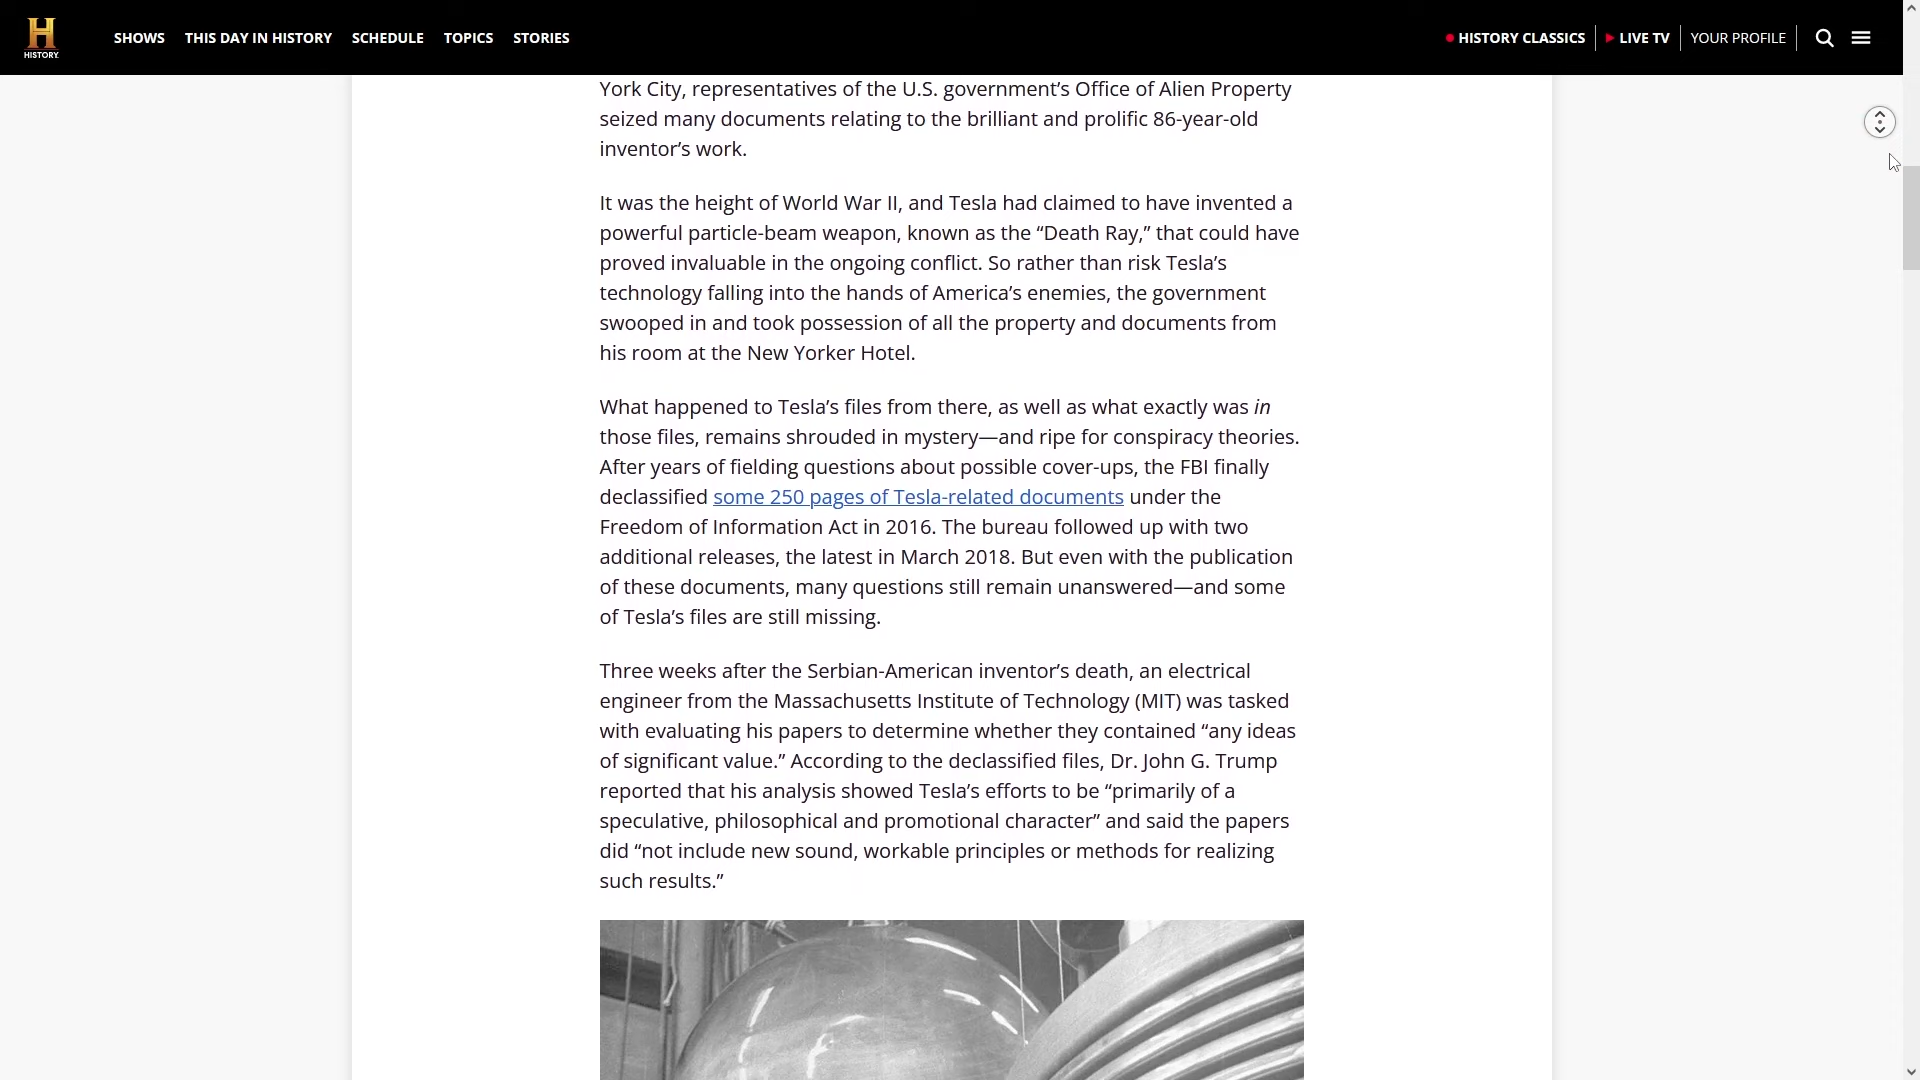 H
HISTORY.
SHOWS THIS DAY IN HISTORY SCHEDULE TOPICS STORIES
HISTORY CLASSICS LIVE TV YOUR PROFILE
York City, representatives of the U.S. government’s Office of Alien Property
seized many documents relating to the brilliant and prolific 86-year-old
inventor’s work.
It was the height of World War II, and Tesla had claimed to have invented a
powerful particle-beam weapon, known as the “Death Ray,” that could have
proved invaluable in the ongoing conflict. So rather than risk Tesla’s
technology falling into the hands of America’s enemies, the government
swooped in and took possession of all the property and documents from
his room at the New Yorker Hotel.
What happened to Tesla’s files from there, as well as what exactly was in
those files, remains shrouded in mystery—and ripe for conspiracy theories.
After years of fielding questions about possible cover-ups, the FBI finally
declassified some 250 pages of Tesla-related documents under the
Freedom of Information Act in 2016. The bureau followed up with two
additional releases, the latest in March 2018. But even with the publication
of these documents, many questions still remain unanswered—and some
of Tesla’s files are still missing.
Three weeks after the Serbian-American inventor’s death, an electrical
engineer from the Massachusetts Institute of Technology (MIT) was tasked
with evaluating his papers to determine whether they contained “any ideas
of significant value.” According to the declassified files, Dr. John G. Trump
reported that his analysis showed Tesla’s efforts to be “primarily of a
speculative, philosophical and promotional character” and said the papers
did “not include new sound, workable principles or methods for realizing
such results.”